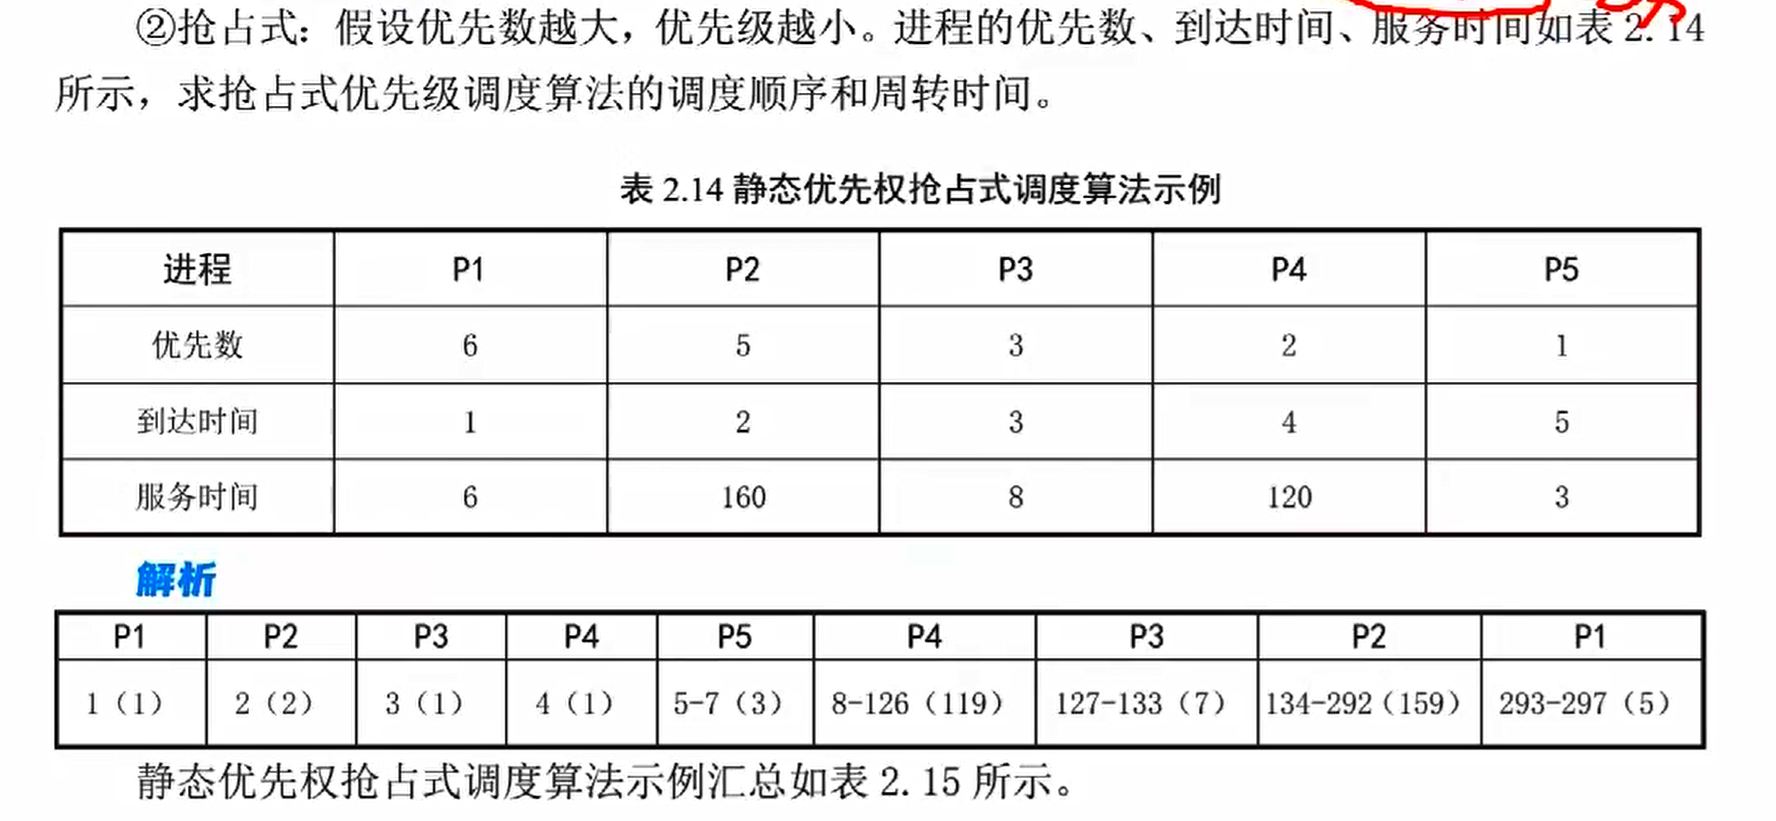 ②抢占式：假设优先数越大，优先级越小。进程的优先数、到达时间、服务时间如表 2.14
所示，求抢占式优先级调度算法的调度顺序和周转时间。
表 2.14 静态优先权抢占式调度算法示例
进程 P1 P2 P3 P4 P5
优先数 6 5 3 2 1
到达时间 1 2 3 4 5
服务时间 6 160 8 120 3
解析
P1 P2 P3 P4 P5 P4 P3 P2 P1
1（1） 2（2） 3（1） 4（1） 5-7（3） 8-126（119） 127-133（7） 134-292（159） 293-297（5）
静态优先权抢占式调度算法示例汇总如表 2.15 所示。